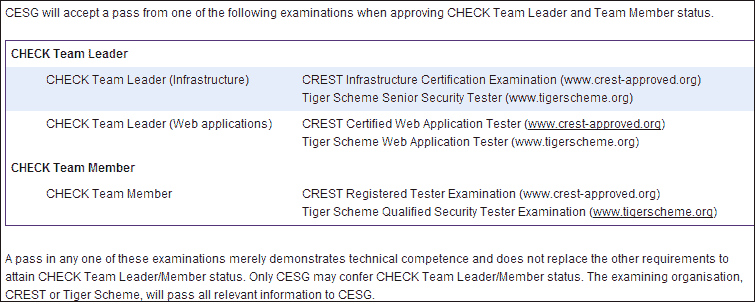 CESG will accept a pass from one of the following examinations when approving CHECK Team Leader and Team Member status.
CHECK Team Leader
CHECK Team Leader (Infrastructure) CREST Infrastructure Certification Examination (www.crest-approved.org)
Tiger Scheme Senior Security Tester (www.tigerscheme.org)
CHECK Team Leader (Web applications) CREST Certified Web Application Tester (www.crest-approved.org)
Tiger Scheme Web Application Tester (www.tigerscheme.org)
CHECK Team Member
CHECK Team Member CREST Registered Tester Examination (www.crest-approved.org)
Tiger Scheme Qualified Security Tester Examination (www.tigerscheme.org)
A pass in any one of these examinations merely demonstrates technical competence and does not replace the other requirements to
attain CHECK Team Leader/Member status. Only CESG may confer CHECK Team Leader/Member status. The examining organisation,
CREST or Tiger Scheme, will pass all relevant information to CESG.